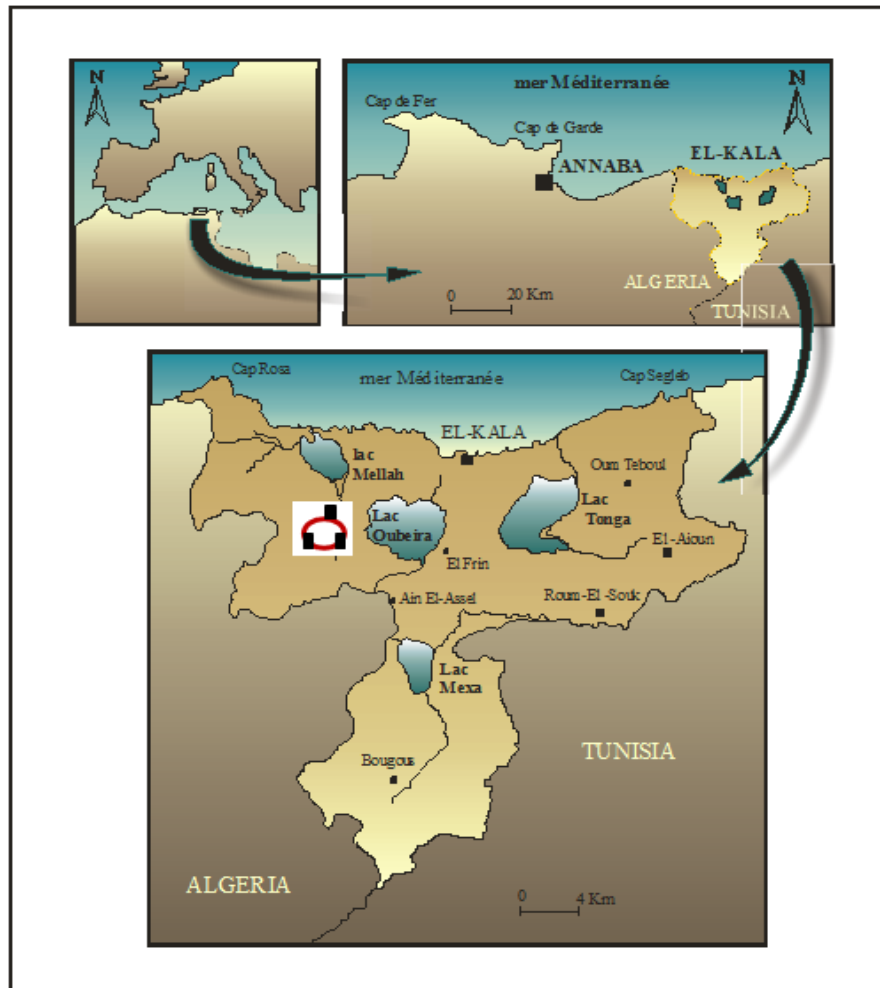 N
mer Méditerranée
N
Cap de Fer
Cap de Garde
ANNABA
EL-KALA
ALGERIA
0 20 Km
TUNISIA
Cap Rosa
mer Méditerranée
Cap Segleb
EL-KALA
lac
Mellah
Oum Teboul
Lac
Tonga
Lac
Oubeira
El Frin
El-Aioun
Ain El-Assel
Roum-El-Souk
Lac
Mexa
TUNISIA
Bougous
ALGERIA
0 4 Km